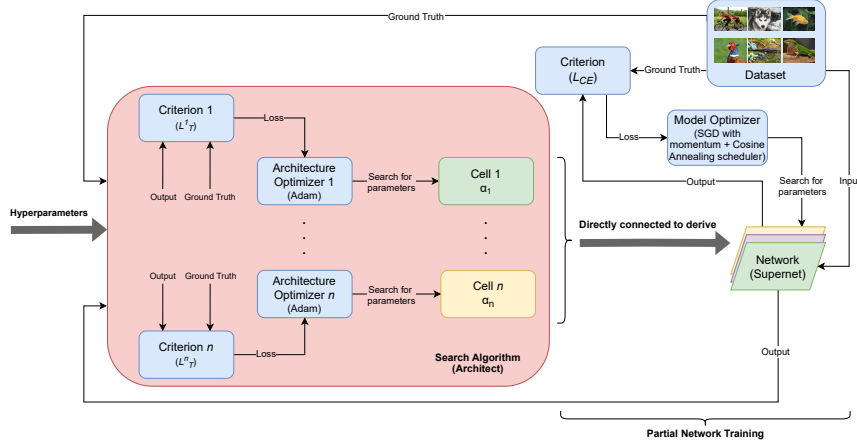 Ground Truth
Dataset
Criterion
(L_CE)
Ground Truth
Loss
Model Optimizer
(SGD with
momentum + Cosine
Annealing scheduler)
Search for
parameters
Input
Output
Criterion 1
(L¹_T)
Loss
Output
Ground Truth
Architecture
Optimizer 1
(Adam)
Search for
parameters
Cell 1
α₁
Hyperparameters
Directly connected to derive
Network
(Supernet)
Output
Ground Truth
Architecture
Optimizer n
(Adam)
Search for
parameters
Cell n
αₙ
Criterion n
(Lⁿ_T)
Loss
Search Algorithm
(Architect)
Output
Partial Network Training